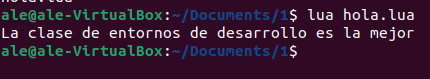 ale@ale-VirtualBox:~/Documents/1$ lua hola.lua
La clase de entornos de desarrollo es la mejor
ale@ale-VirtualBox:~/Documents/1$